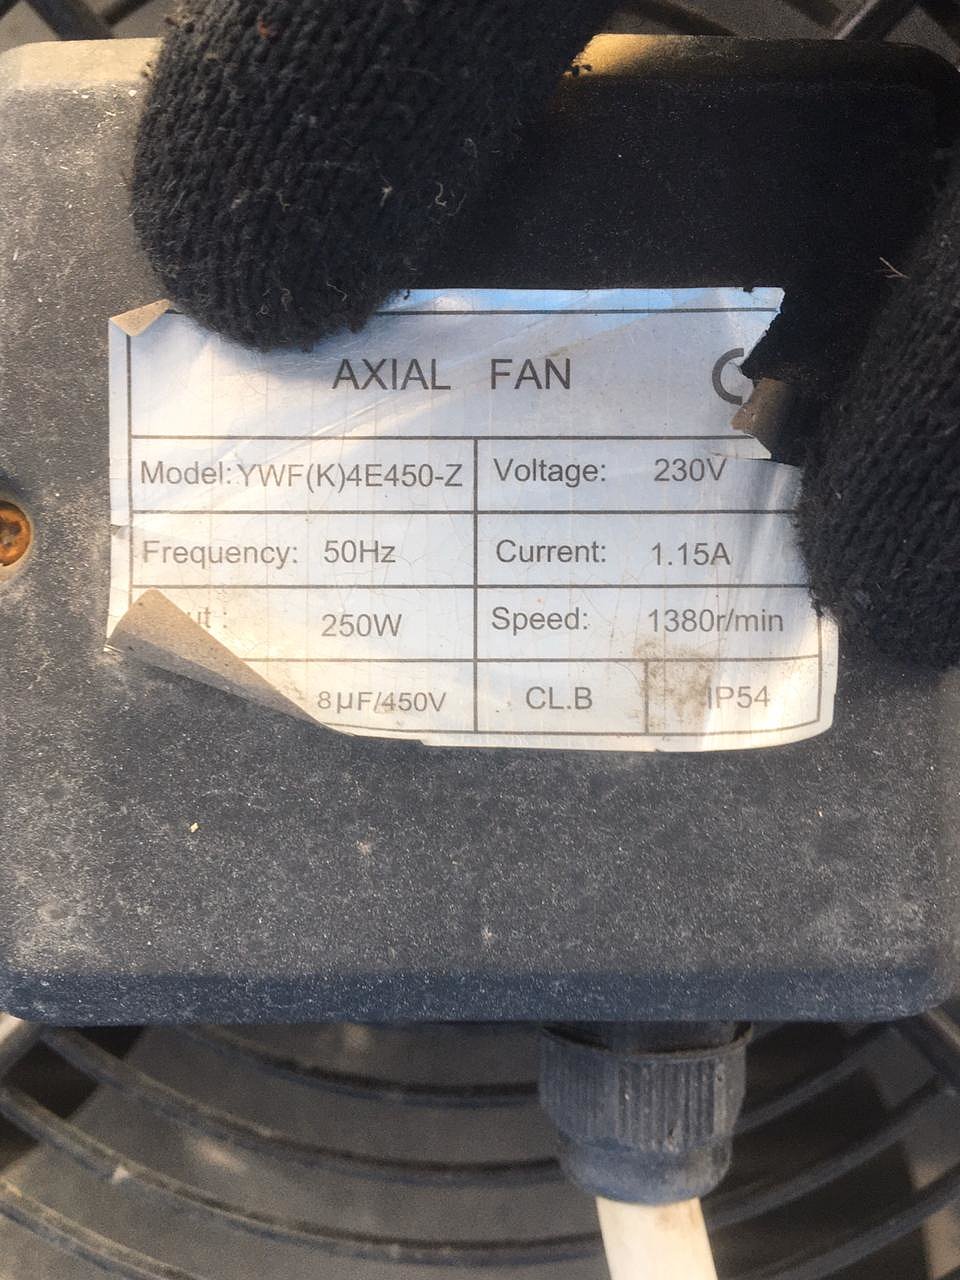 AXIAL FAN C
Model: YWF(K)4E450-Z Voltage: 230V
Frequency: 50Hz Current: 1.15A
ut : 250W Speed: 1380r/min
8µF/450V CL.B IP54